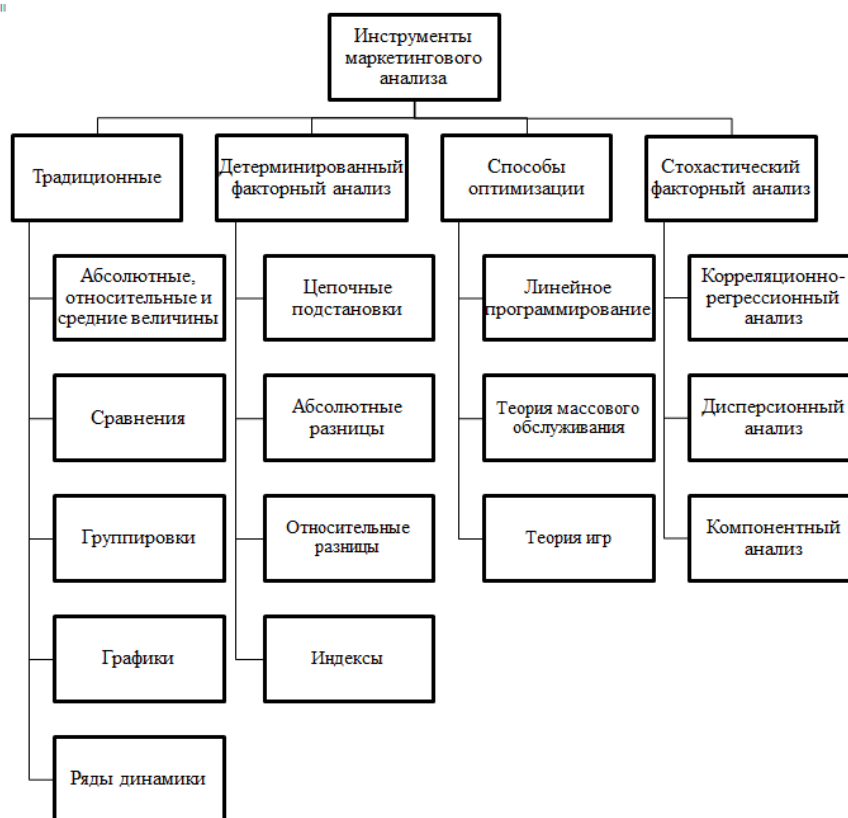 Инструменты
маркетингового
анализа
Традиционные
Детерминированный
факторный анализ
Способы
оптимизации
Стохастический
факторный анализ
Абсолютные,
относительные и
средние величины
Цепочные
подстановки
Линейное
программирование
Корреляционно-
регрессионный
анализ
Сравнения
Абсолютные
разницы
Теория массового
обслуживания
Дисперсионный
анализ
Группировки
Относительные
разницы
Теория игр
Компонентный
анализ
Графики
Индексы
Ряды динамики